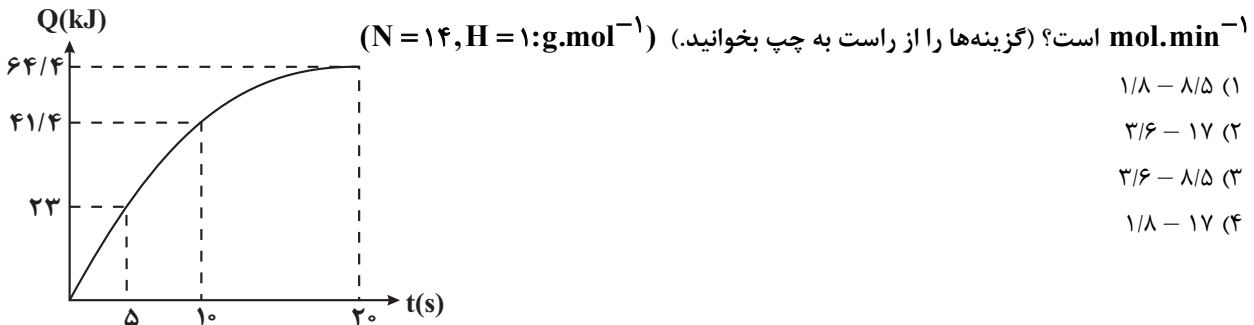 mol.min⁻¹ است؟ (گزینه‌ها را از راست به چپ بخوانید.) (N = ۱۴, H = ۱: g.mol⁻¹)
۱) ۸/۵ – ۱/۸
۲) ۱۷ – ۳/۶
۳) ۸/۵ – ۳/۶
۴) ۱۷ – ۱/۸
Q(kJ)
۶۴/۴
۴۱/۴
۲۳
۵ ۱۰ ۲۰
t(s)